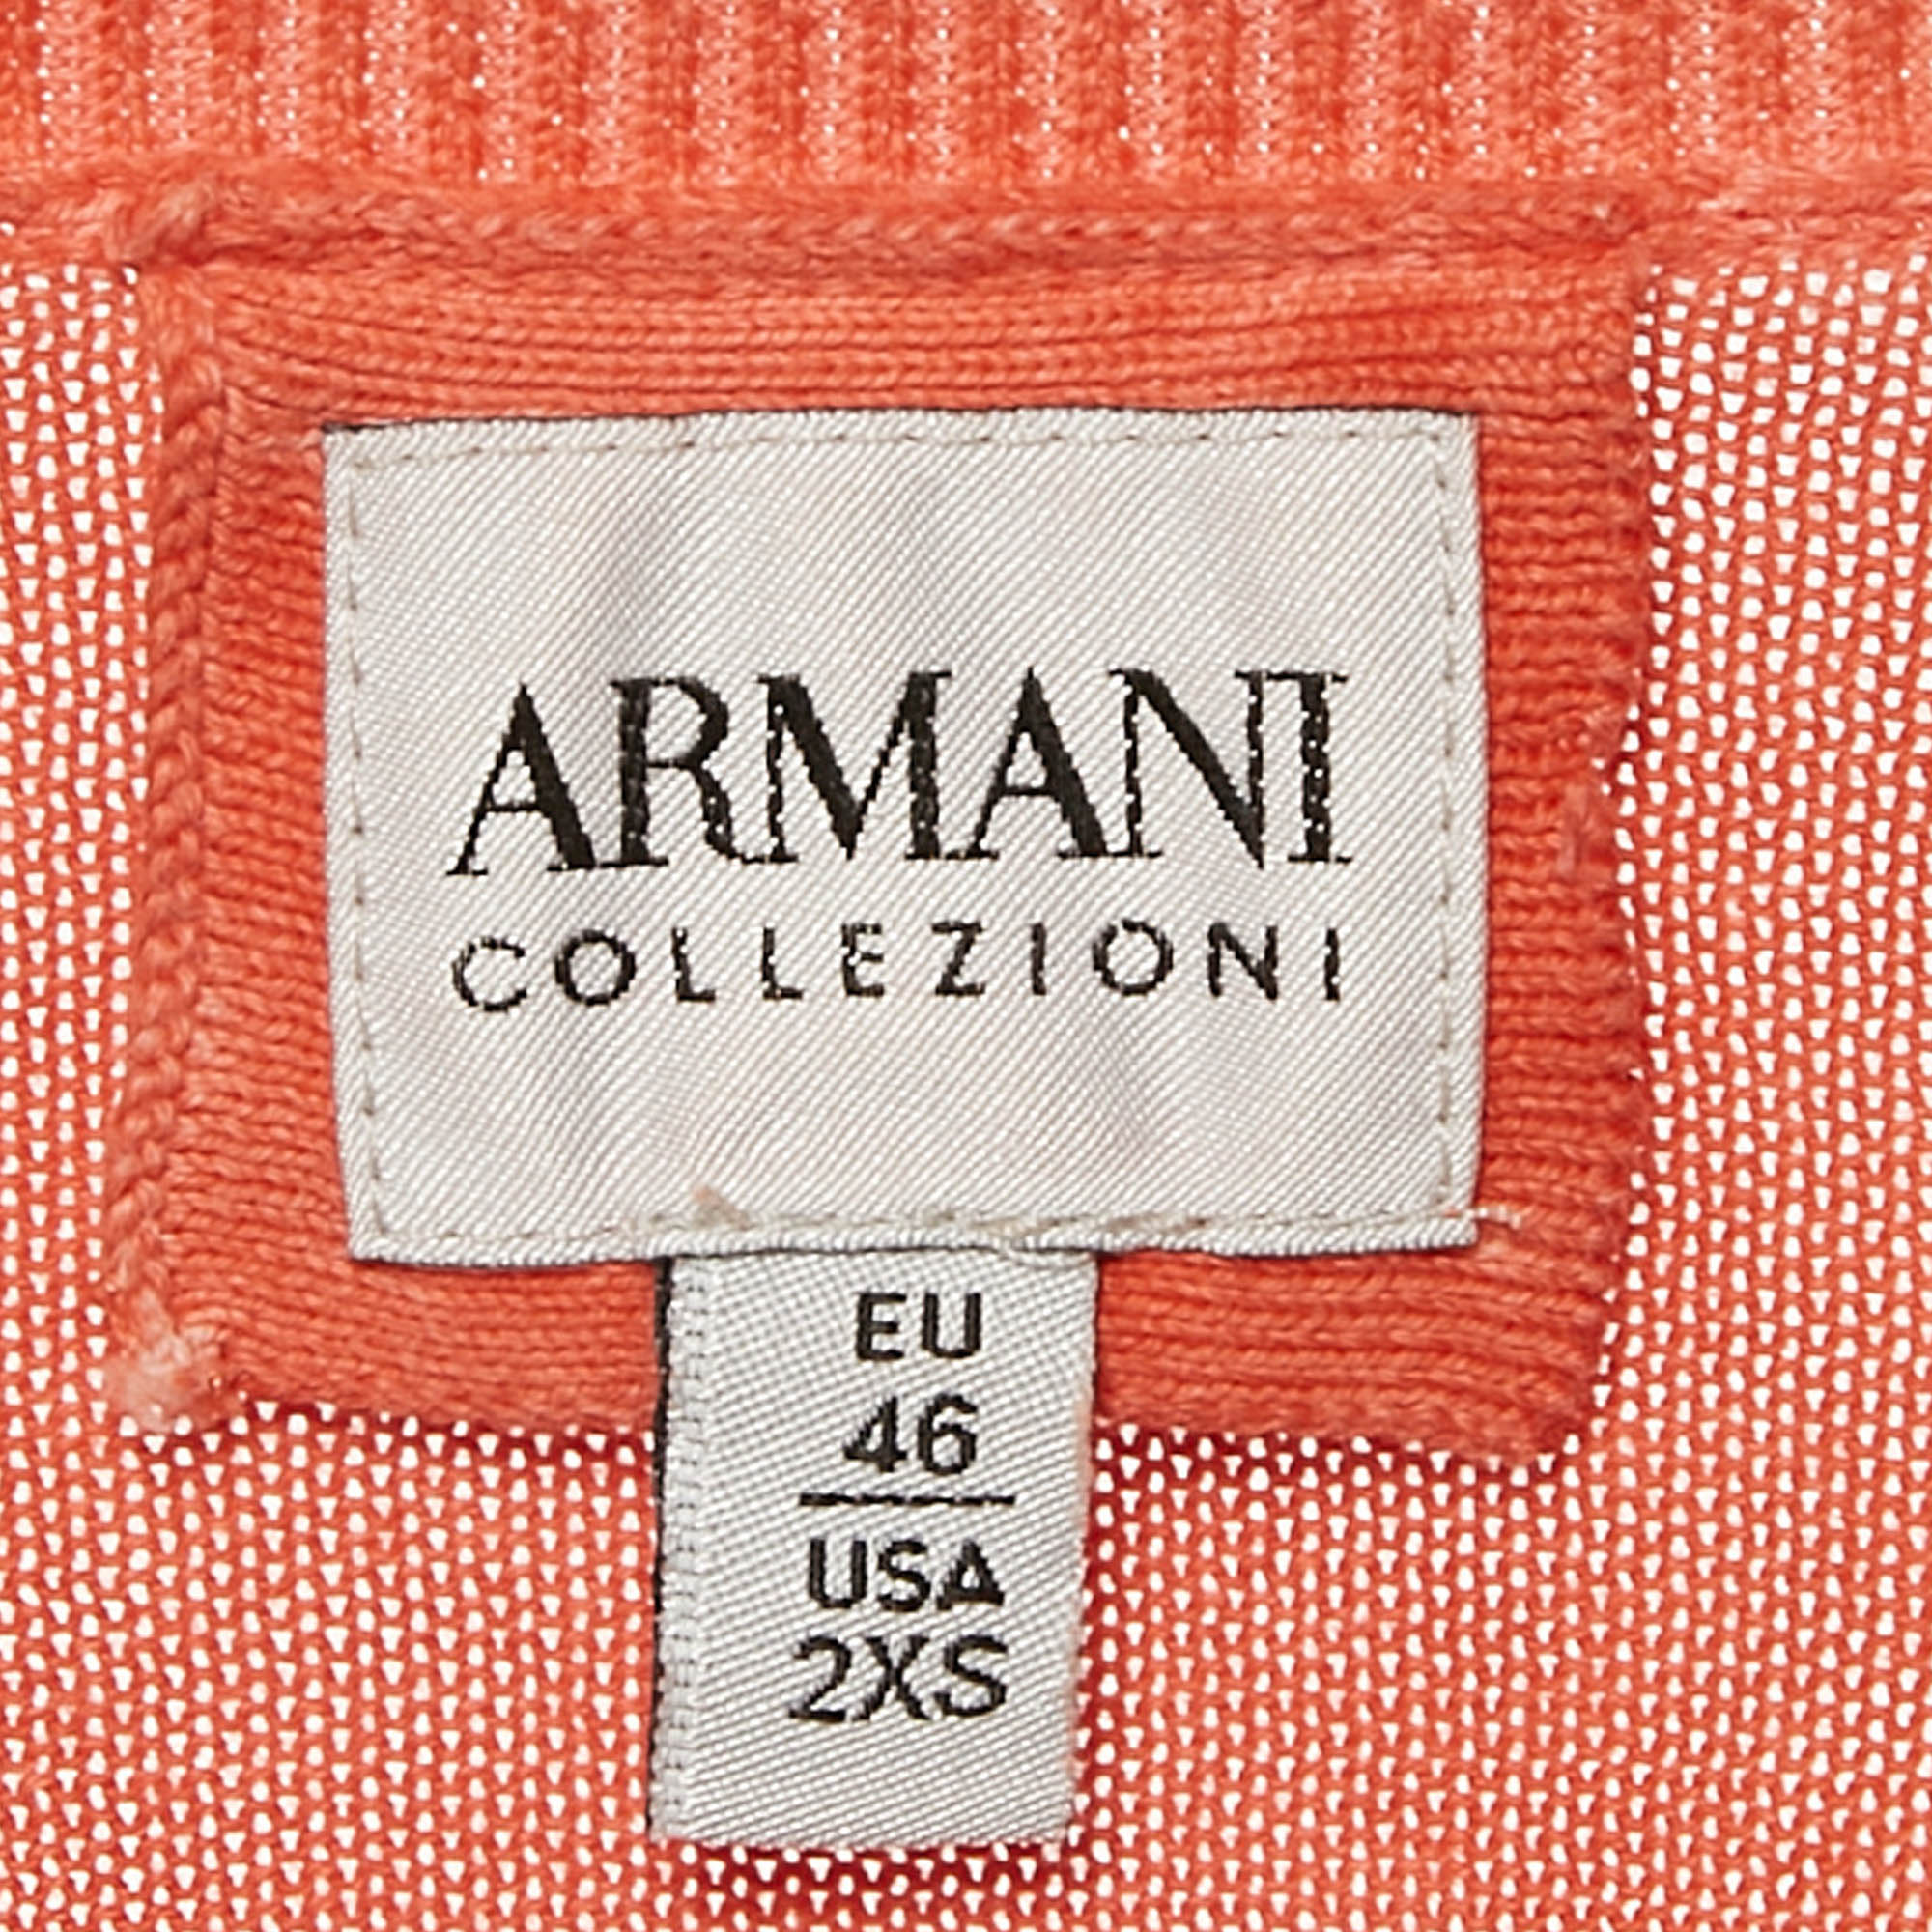 ARMANI
COLLEZIONI
EU
46
USA
2XS